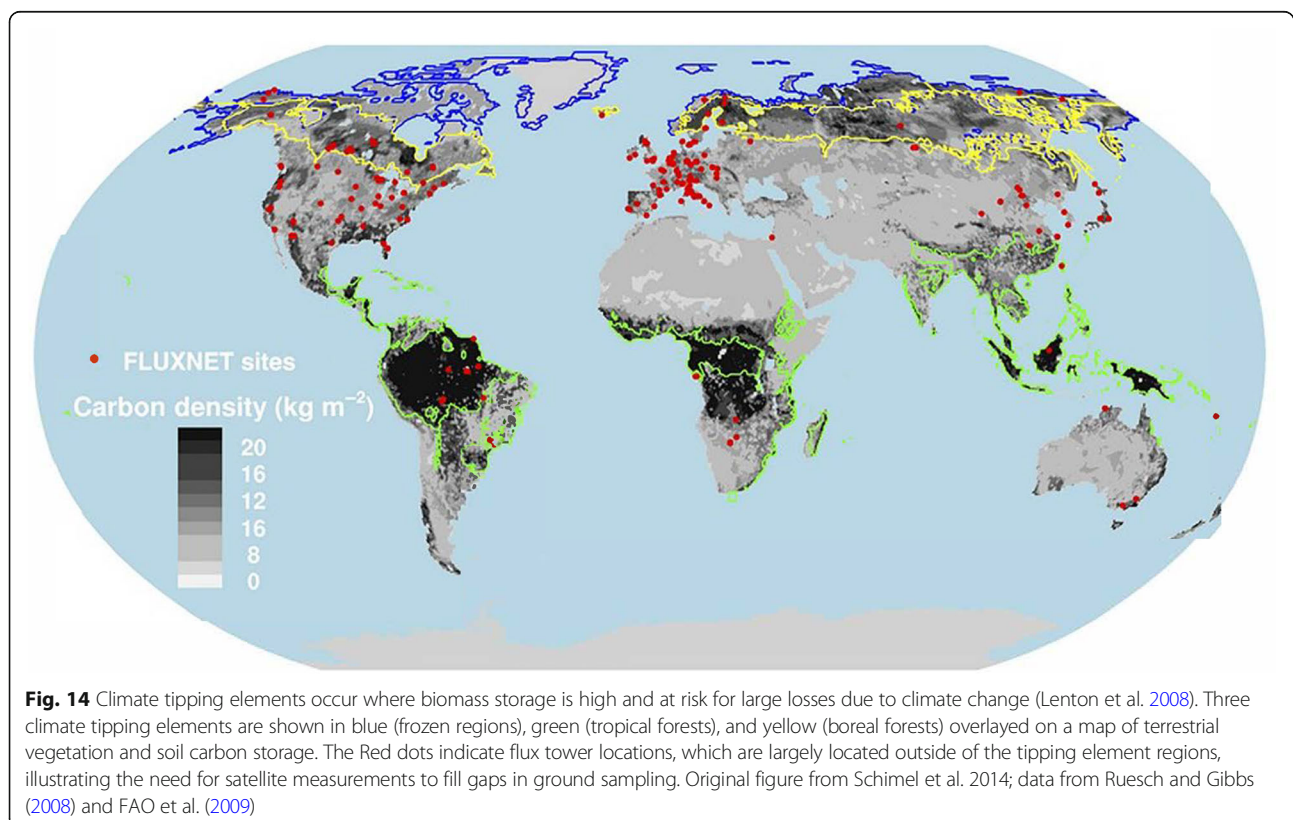 FLUXNET sites
Carbon density (kg m⁻²)
20
16
12
16
8
0
Fig. 14 Climate tipping elements occur where biomass storage is high and at risk for large losses due to climate change (Lenton et al. 2008). Three
climate tipping elements are shown in blue (frozen regions), green (tropical forests), and yellow (boreal forests) overlayed on a map of terrestrial
vegetation and soil carbon storage. The Red dots indicate flux tower locations, which are largely located outside of the tipping element regions,
illustrating the need for satellite measurements to fill gaps in ground sampling. Original figure from Schimel et al. 2014; data from Ruesch and Gibbs
(2008) and FAO et al. (2009)